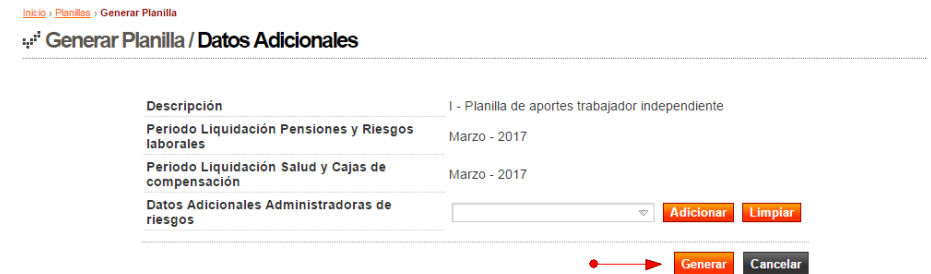 Inicio › Planillas › Generar Planilla
Generar Planilla / Datos Adicionales
Descripción I - Planilla de aportes trabajador independiente
Periodo Liquidación Pensiones y Riesgos
laborales Marzo - 2017
Periodo Liquidación Salud y Cajas de
compensación Marzo - 2017
Datos Adicionales Administradoras de
riesgos Adicionar Limpiar
Generar Cancelar